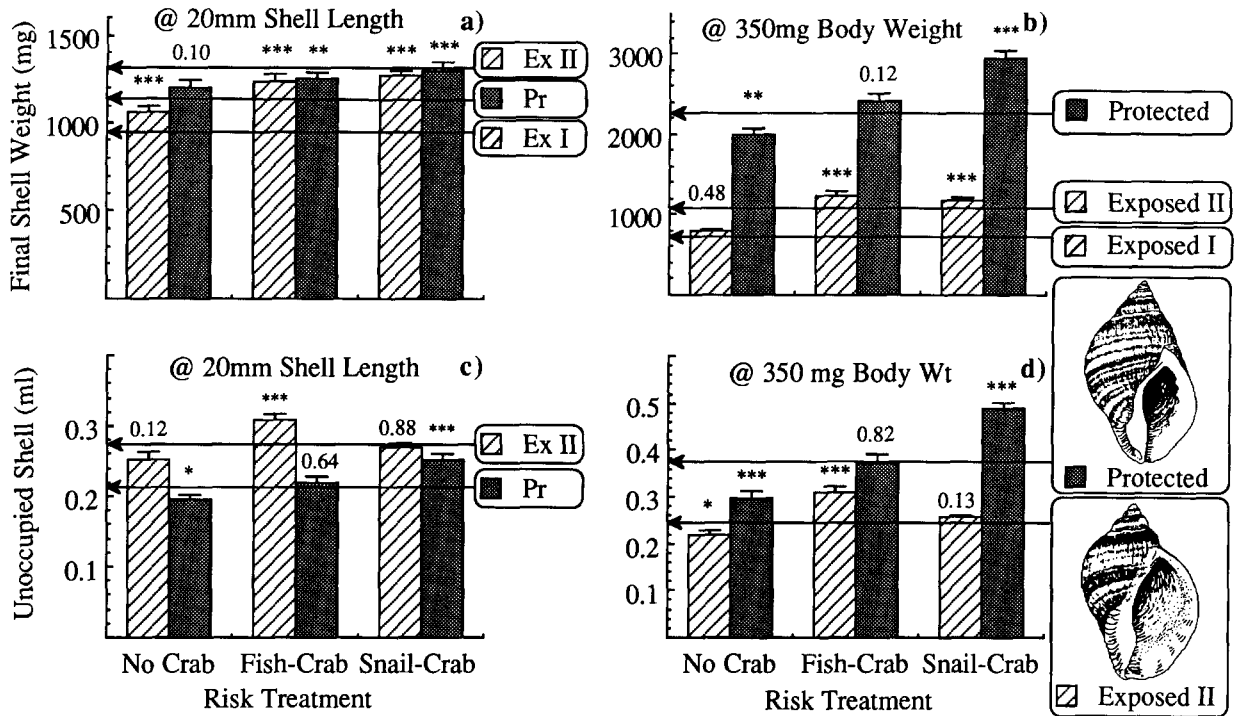 @ 20mm Shell Length a)
Final Shell Weight (mg)
1500
1000
500
***
0.10
***
**
***
***
Ex II
Pr
Ex I
@ 350mg Body Weight b)
3000
2000
1000
0.48
**
***
0.12
***
***
Protected
Exposed II
Exposed I
@ 20mm Shell Length c)
Unoccupied Shell (ml)
0.3
0.2
0.1
0.12
*
***
0.64
0.88
***
Ex II
Pr
No Crab Fish-Crab Snail-Crab
Risk Treatment
@ 350 mg Body Wt d)
0.5
0.4
0.3
0.2
0.1
*
***
***
0.82
0.13
***
No Crab Fish-Crab Snail-Crab
Risk Treatment
Protected
Exposed II